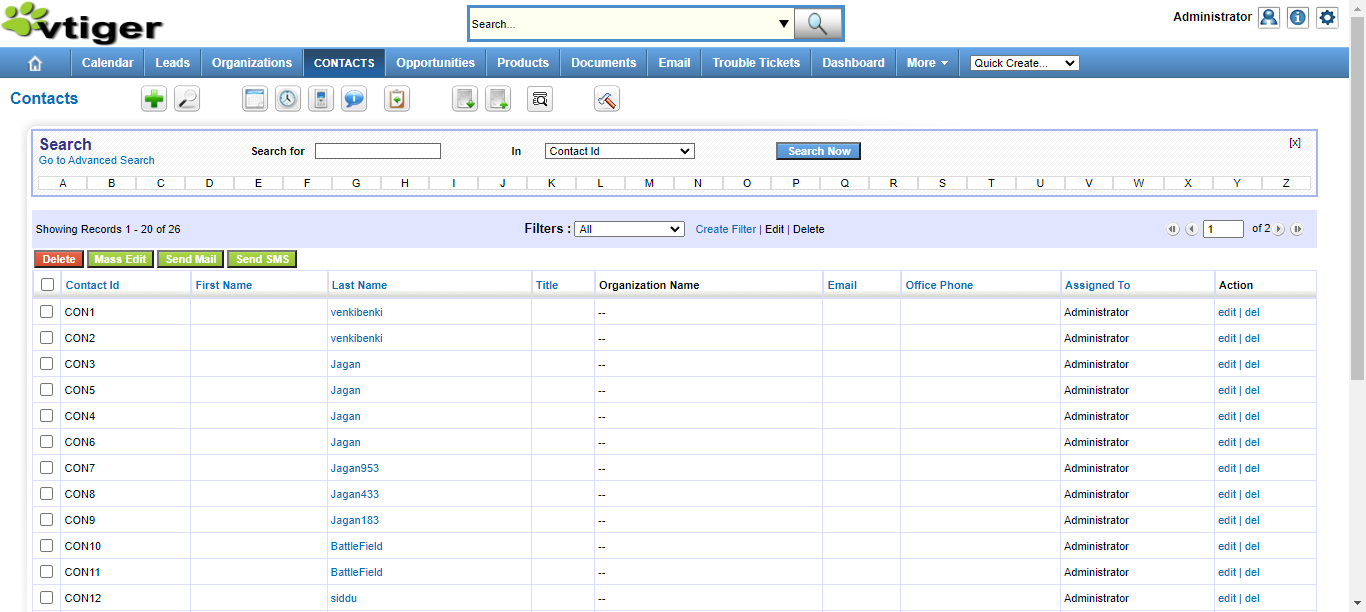 vtiger
Search...
Administrator
Calendar Leads Organizations CONTACTS Opportunities Products Documents Email Trouble Tickets Dashboard More Quick Create...
Contacts
Search [x]
Go to Advanced Search
Search for In Contact Id Search Now
A B C D E F G H I J K L M N O P Q R S T U V W X Y Z
Showing Records 1 - 20 of 26 Filters : All Create Filter | Edit | Delete 1 of 2
Delete Mass Edit Send Mail Send SMS
Contact Id First Name Last Name Title Organization Name Email Office Phone Assigned To Action
CON1 venkibenki -- Administrator edit | del
CON2 venkibenki -- Administrator edit | del
CON3 Jagan -- Administrator edit | del
CON5 Jagan -- Administrator edit | del
CON4 Jagan -- Administrator edit | del
CON6 Jagan -- Administrator edit | del
CON7 Jagan953 -- Administrator edit | del
CON8 Jagan433 -- Administrator edit | del
CON9 Jagan183 -- Administrator edit | del
CON10 BattleField -- Administrator edit | del
CON11 BattleField -- Administrator edit | del
CON12 siddu -- Administrator edit | del